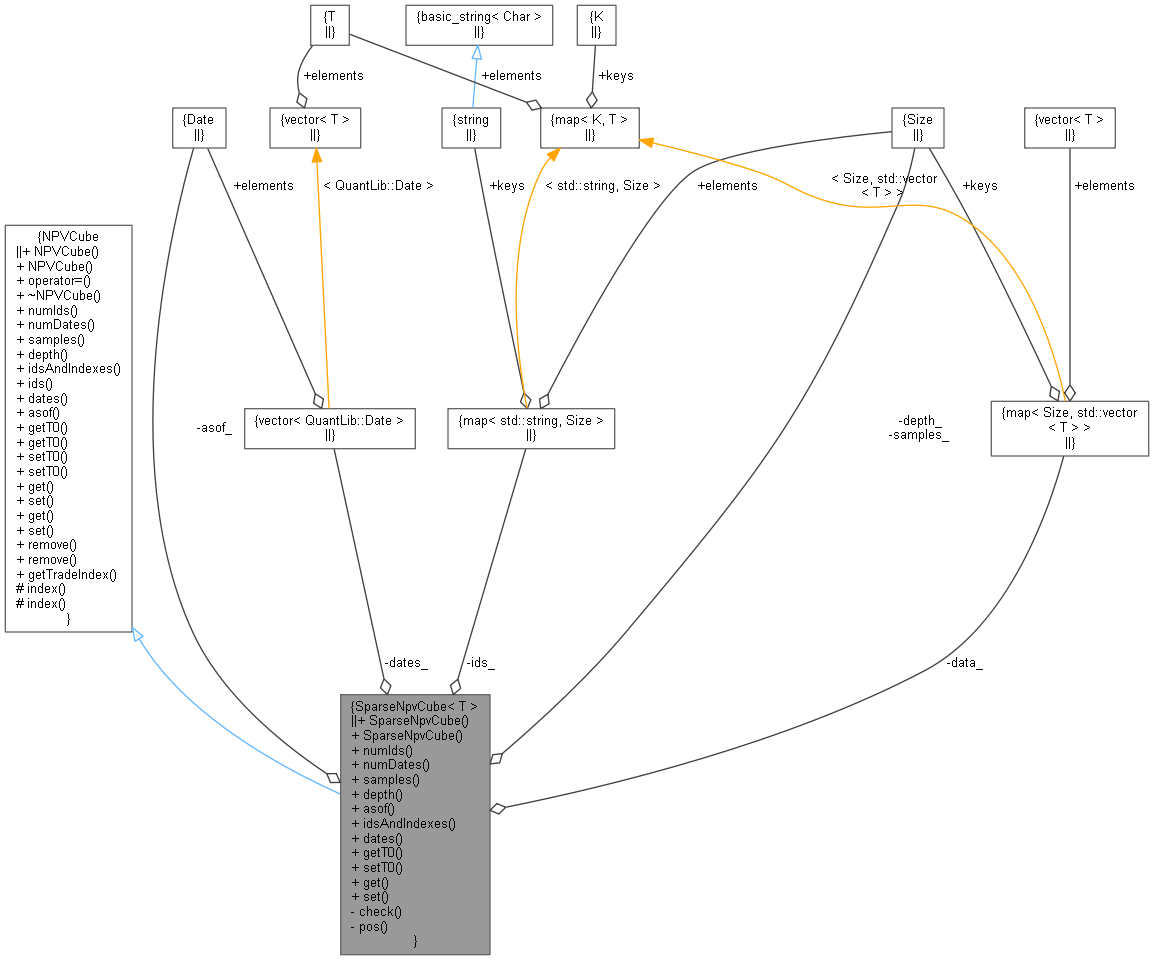 {T
||}
{basic_string< Char >
||}
{K
||}
+elements
+elements
+keys
{Date
||}
{vector< T >
||}
{string
||}
{map< K, T >
||}
{Size
||}
{vector< T >
||}
+elements
< QuantLib::Date >
+keys
< std::string, Size >
+elements
< Size, std::vector
< T > >
+keys
+elements
{NPVCube
||+ NPVCube()
+ NPVCube()
+ operator=()
+ ~NPVCube()
+ numIds()
+ numDates()
+ samples()
+ depth()
+ idsAndIndexes()
+ ids()
+ dates()
+ asof()
+ getT0()
+ getT0()
+ setT0()
+ setT0()
+ get()
+ set()
+ get()
+ set()
+ remove()
+ remove()
+ getTradeIndex()
# index()
# index()
}
-asof_
{vector< QuantLib::Date >
||}
{map< std::string, Size >
||}
-depth_
-samples_
{map< Size, std::vector
< T > >
||}
-dates_
-ids_
-data_
{SparseNpvCube< T >
||+ SparseNpvCube()
+ SparseNpvCube()
+ numIds()
+ numDates()
+ samples()
+ depth()
+ asof()
+ idsAndIndexes()
+ dates()
+ getT0()
+ setT0()
+ get()
+ set()
- check()
- pos()
}